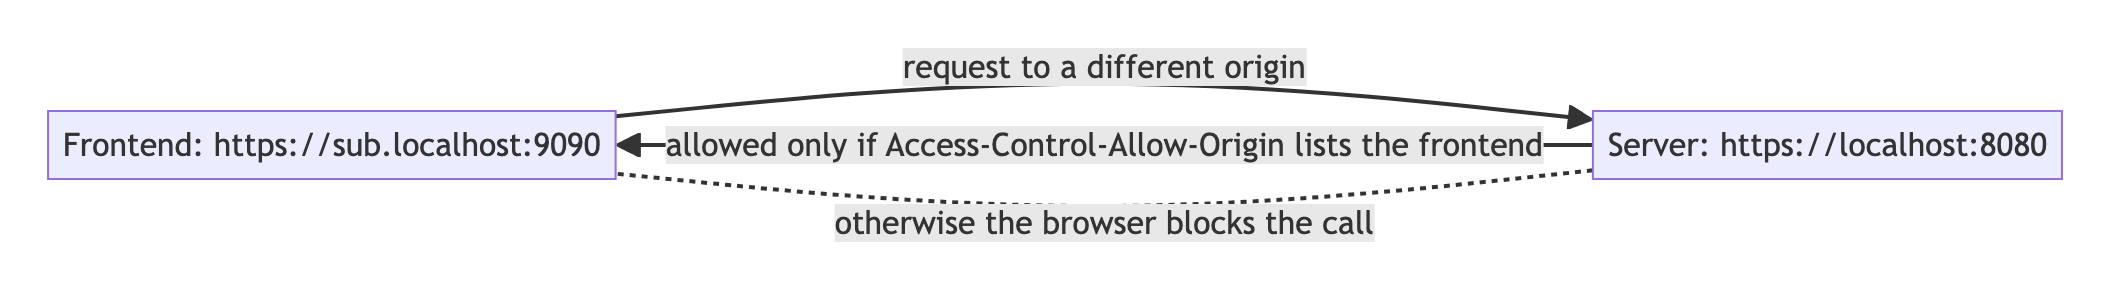 request to a different origin
Frontend: https://sub.localhost:9090
allowed only if Access-Control-Allow-Origin lists the frontend
Server: https://localhost:8080
otherwise the browser blocks the call